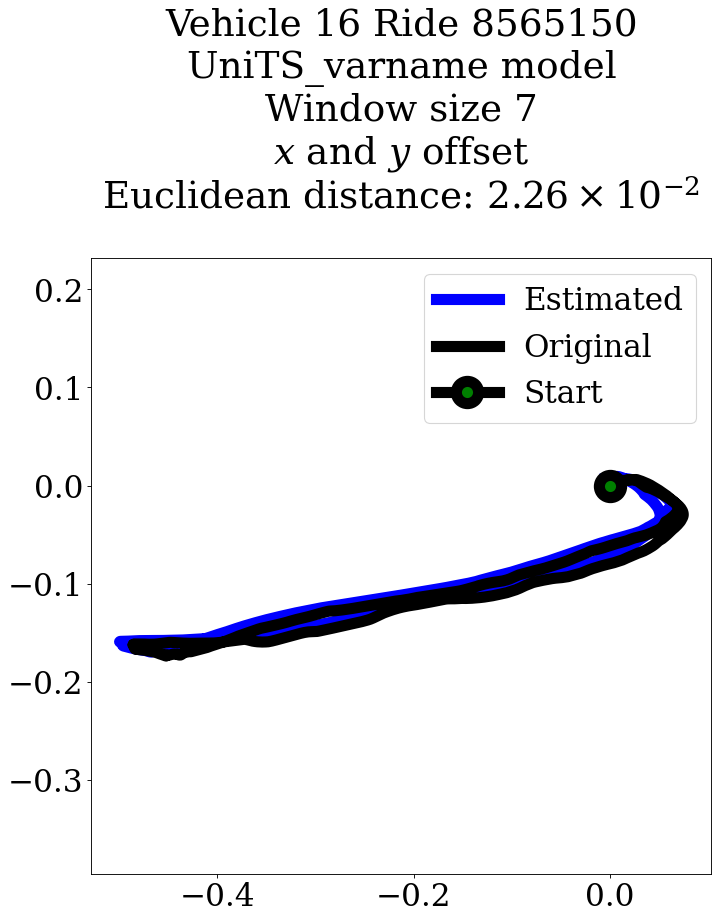 Vehicle 16 Ride 8565150
UniTS_varname model
Window size 7
x and y offset
Euclidean distance: 2.26 × 10⁻²
Estimated
Original
Start
0.2
0.1
0.0
−0.1
−0.2
−0.3
−0.4
−0.2
0.0